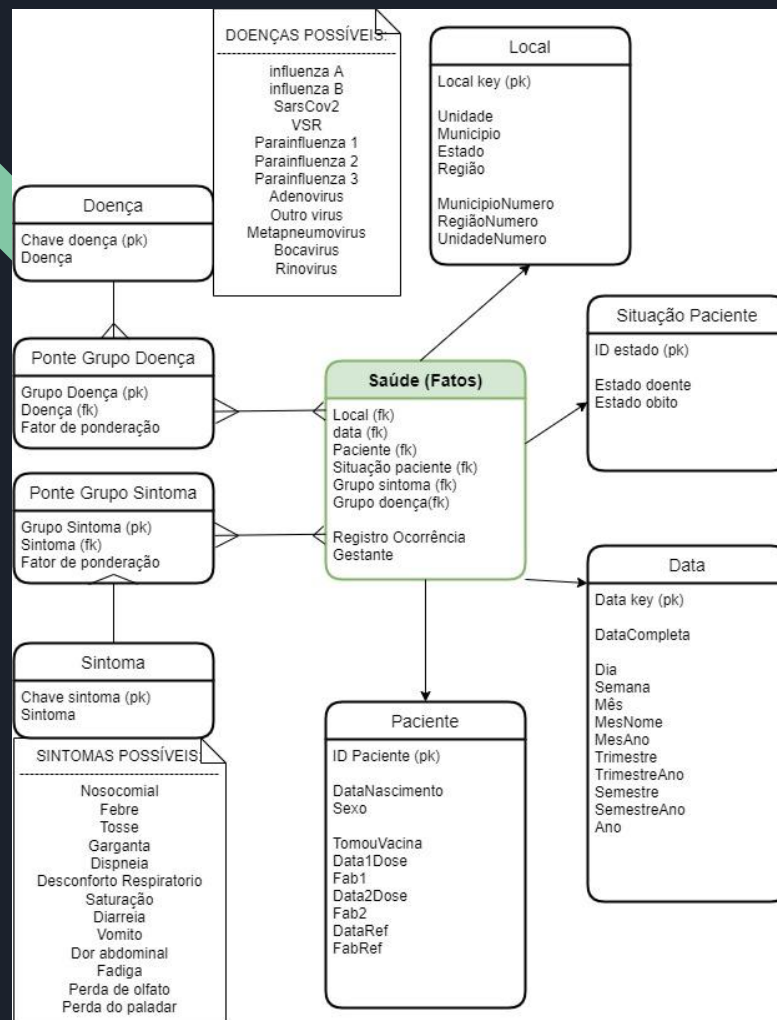 DOENÇAS POSSÍVEIS:
influenza A
influenza B
SarsCov2
VSR
Parainfluenza 1
Parainfluenza 2
Parainfluenza 3
Adenovirus
Outro virus
Metapneumovirus
Bocavirus
Rinovirus
Local
Local key (pk)
Unidade
Municipio
Estado
Região
MunicipioNumero
RegiãoNumero
UnidadeNumero
Doença
Chave doença (pk)
Doença
Ponte Grupo Doença
Grupo Doença (pk)
Doença (fk)
Fator de ponderação
Saúde (Fatos)
Local (fk)
data (fk)
Paciente (fk)
Situação paciente (fk)
Grupo sintoma (fk)
Grupo doença(fk)
Registro Ocorrência
Gestante
Situação Paciente
ID estado (pk)
Estado doente
Estado obito
Ponte Grupo Sintoma
Grupo Sintoma (pk)
Sintoma (fk)
Fator de ponderação
Data
Data key (pk)
DataCompleta
Dia
Semana
Mês
MesNome
MesAno
Trimestre
TrimestreAno
Semestre
SemestreAno
Ano
Sintoma
Chave sintoma (pk)
Sintoma
SINTOMAS POSSÍVEIS:
Nosocomial
Febre
Tosse
Garganta
Dispneia
Desconforto Respiratorio
Saturação
Diarreia
Vomito
Dor abdominal
Fadiga
Perda de olfato
Perda do paladar
Paciente
ID Paciente (pk)
DataNascimento
Sexo
TomouVacina
Data1Dose
Fab1
Data2Dose
Fab2
DataRef
FabRef